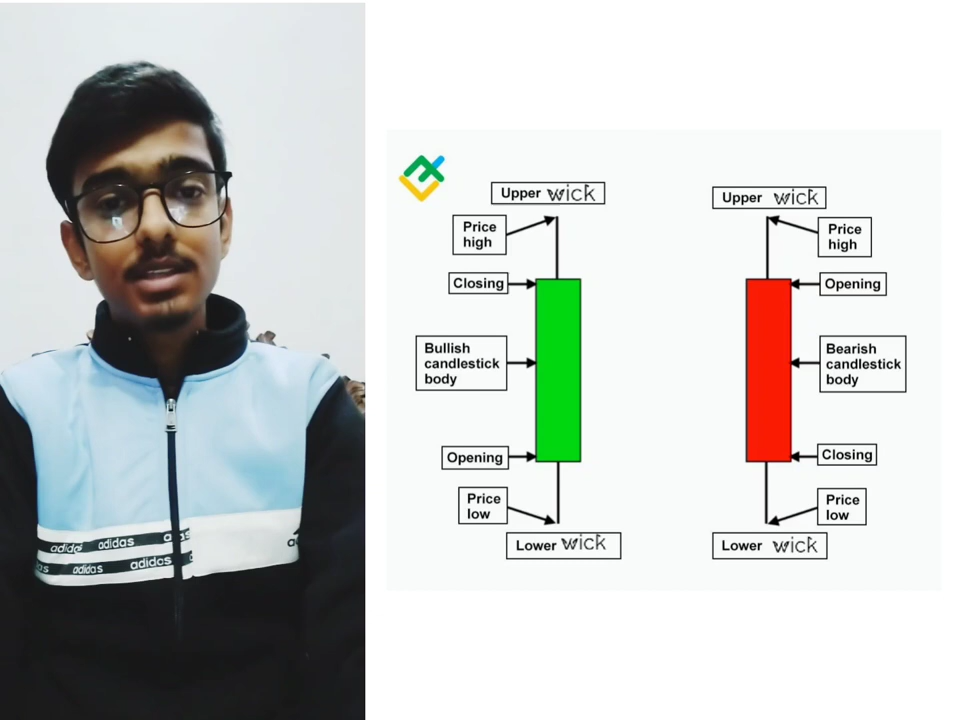 Upper wick
Price
high
Closing
Bullish
candlestick
body
Opening
Price
low
Lower wick
Upper wick
Price
high
Opening
Bearish
candlestick
body
Closing
Price
low
Lower wick
adidas adidas
adidas adidas